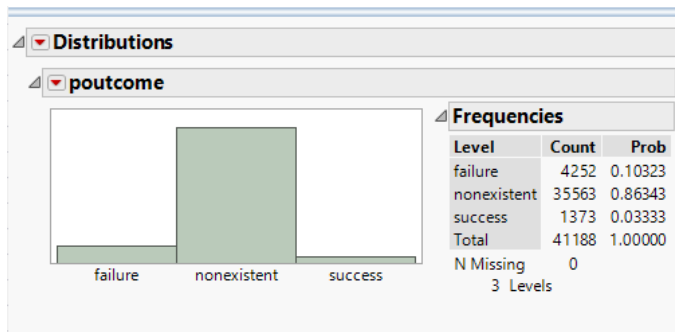 Distributions
poutcome
failure nonexistent success
Frequencies
Level Count Prob
failure 4252 0.10323
nonexistent 35563 0.86343
success 1373 0.03333
Total 41188 1.00000
N Missing 0
3 Levels